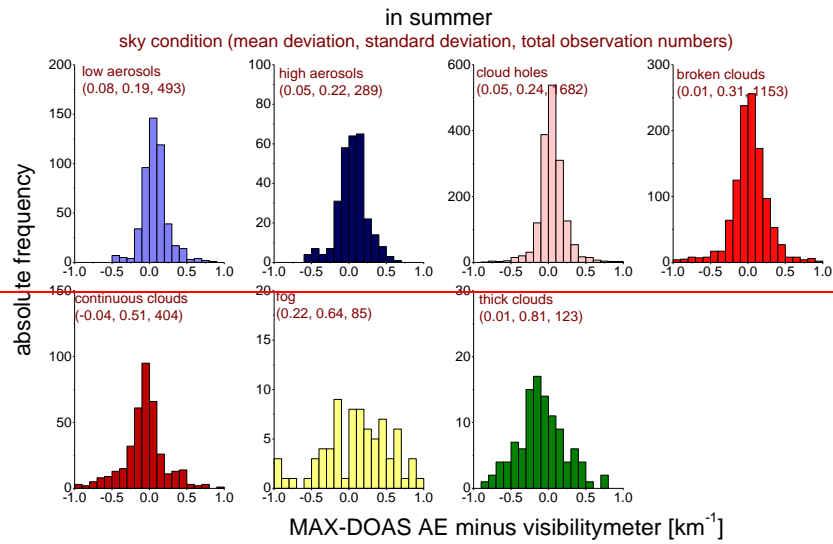 in summer
sky condition (mean deviation, standard deviation, total observation numbers)
absolute frequency
low aerosols
(0.08, 0.19, 493)
200
150
100
50
0
-1.0 -0.5 0.0 0.5 1.0
high aerosols
(0.05, 0.22, 289)
100
80
60
40
20
0
-1.0 -0.5 0.0 0.5 1.0
cloud holes
(0.05, 0.24, 1682)
600
400
200
0
-1.0 -0.5 0.0 0.5 1.0
broken clouds
(0.01, 0.31, 1153)
300
200
100
0
-1.0 -0.5 0.0 0.5 1.0
continuous clouds
(-0.04, 0.51, 404)
150
100
50
0
-1.0 -0.5 0.0 0.5 1.0
fog
(0.22, 0.64, 85)
20
15
10
5
0
-1.0 -0.5 0.0 0.5 1.0
thick clouds
(0.01, 0.81, 123)
30
20
10
0
-1.0 -0.5 0.0 0.5 1.0
MAX-DOAS AE minus visibilitymeter [km⁻¹]